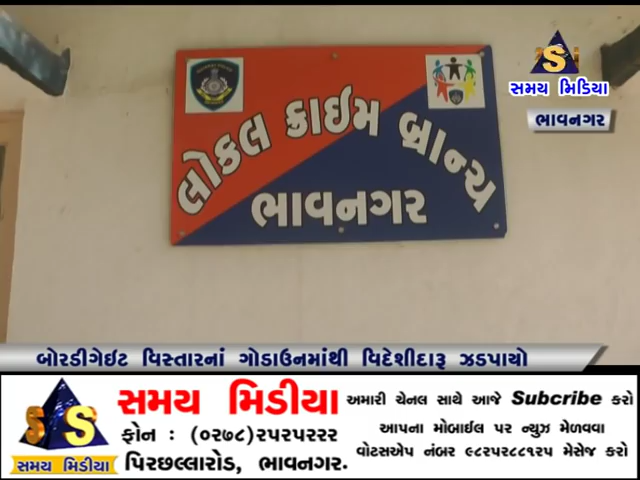 સમય મિડિયા
ભાવનગર
લોકલ ક્રાઈમ બ્રાન્ચ
ભાવનગર
બોરડીગેઇટ વિસ્તારનાં ગોડાઉનમાંથી વિદેશીદારૂ ઝડપાયો
સમય મિડીયા
ફોન : (૦૨૭૮)૨૫૨૫૨૨૨
પિરછલ્લારોડ, ભાવનગર.
સમય મિડીયા
અમારી ચેનલ સાથે આજે Subcribe કરો
આપના મોબાઈલ પર ન્યુઝ મેળવવા
વોટસએપ નંબર ૯૮૨૫૨૮૮૧૨૫ મેસેજ કરો